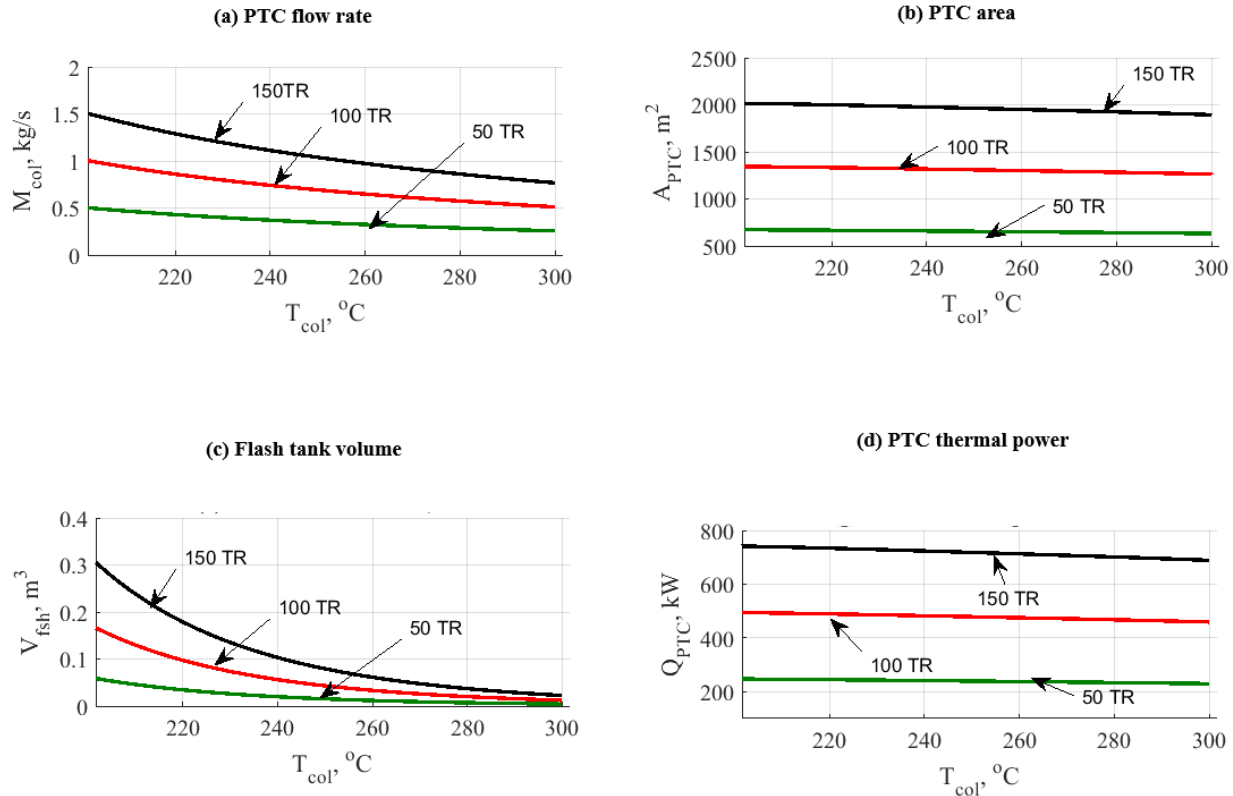 (a) PTC flow rate
2
1.5
1
0.5
0
M_col, kg/s
150TR
100 TR
50 TR
220
240
260
280
300
T_col, °C
(b) PTC area
2500
2000
1500
1000
500
A_PTC, m²
150 TR
100 TR
50 TR
220
240
260
280
300
T_col, °C
(c) Flash tank volume
0.4
0.3
0.2
0.1
0
V_fsh, m³
150 TR
100 TR
50 TR
220
240
260
280
300
T_col, °C
(d) PTC thermal power
800
600
400
200
Q_PTC, kW
150 TR
100 TR
50 TR
220
240
260
280
300
T_col, °C